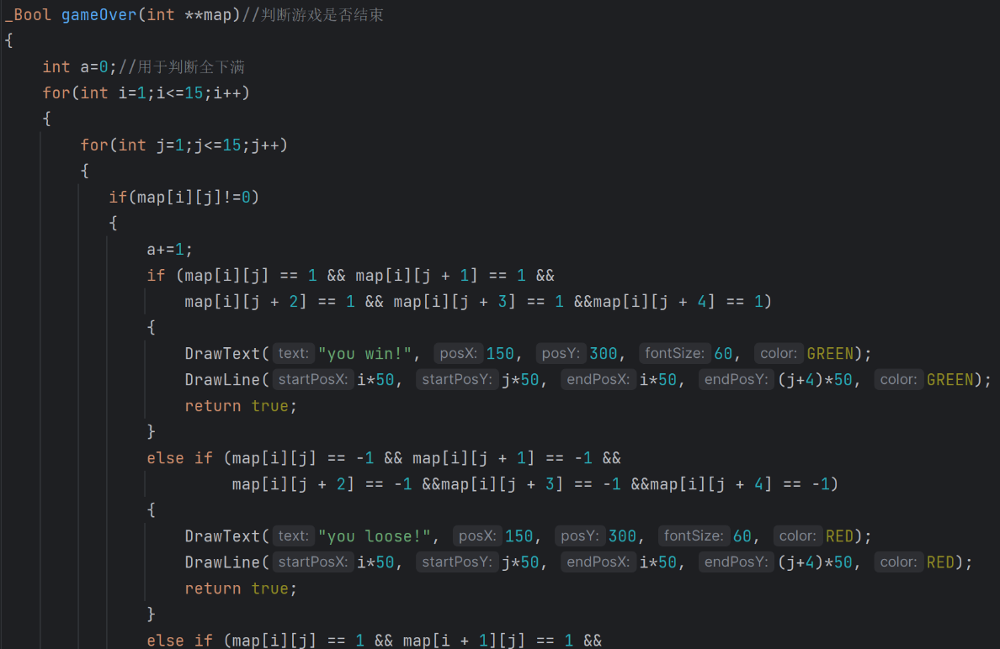 _Bool gameOver(int **map)//判断游戏是否结束
{
int a=0;//用于判断全下满
for(int i=1;i<=15;i++)
{
for(int j=1;j<=15;j++)
{
if(map[i][j]!=0)
{
a+=1;
if (map[i][j] == 1 && map[i][j + 1] == 1 &&
map[i][j + 2] == 1 && map[i][j + 3] == 1 &&map[i][j + 4] == 1)
{
DrawText( text: "you win!", posX: 150, posY: 300, fontSize: 60, color: GREEN);
DrawLine( startPosX: i*50, startPosY: j*50, endPosX: i*50, endPosY: (j+4)*50, color: GREEN);
return true;
}
else if (map[i][j] == -1 && map[i][j + 1] == -1 &&
map[i][j + 2] == -1 &&map[i][j + 3] == -1 &&map[i][j + 4] == -1)
{
DrawText( text: "you loose!", posX: 150, posY: 300, fontSize: 60, color: RED);
DrawLine( startPosX: i*50, startPosY: j*50, endPosX: i*50, endPosY: (j+4)*50, color: RED);
return true;
}
else if (map[i][j] == 1 && map[i + 1][j] == 1 &&